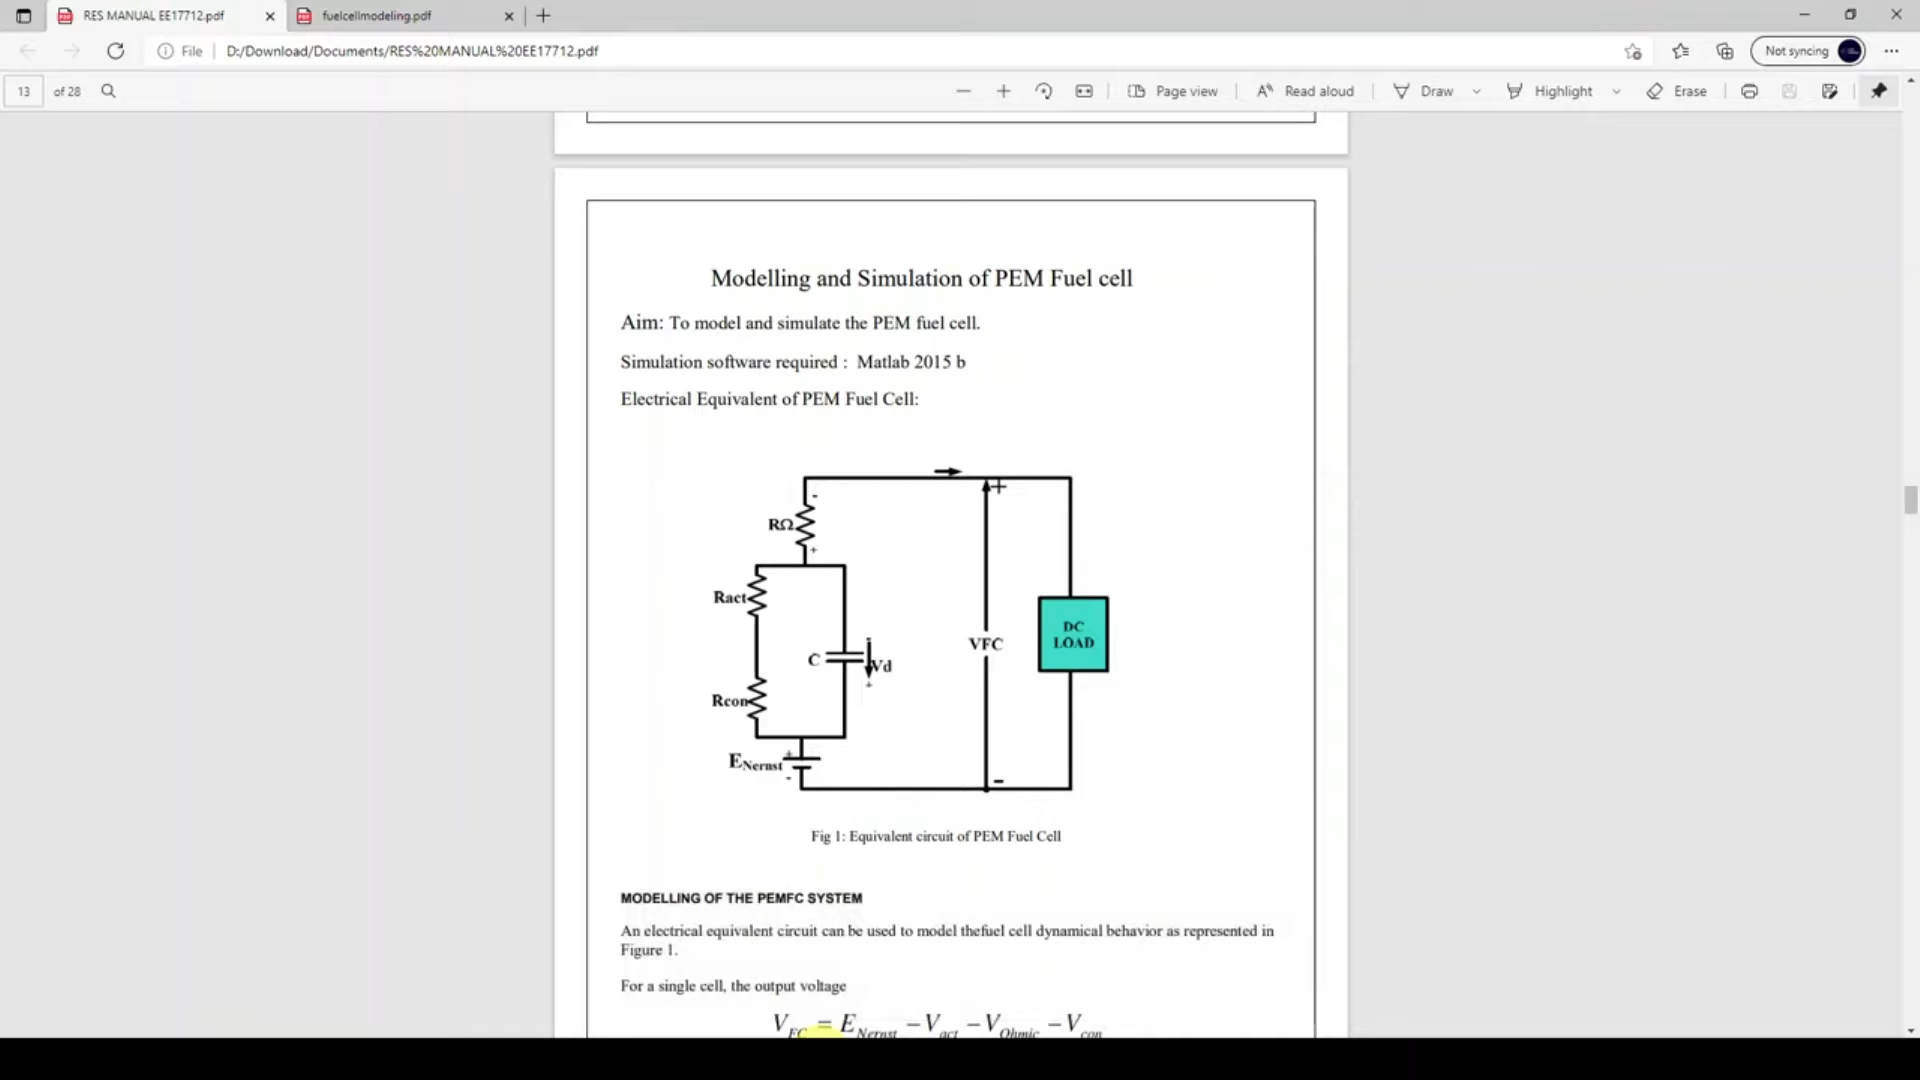 RES MANUAL EE17712.pdf
fuelcellmodeling.pdf
File
D:/Download/Documents/RES%20MANUAL%20EE17712.pdf
Not syncing
13 of 28
Page view
Read aloud
Draw
Highlight
Erase
Modelling and Simulation of PEM Fuel cell
Aim: To model and simulate the PEM fuel cell.
Simulation software required : Matlab 2015 b
Electrical Equivalent of PEM Fuel Cell:
-
+
RΩ
+
Ract
VFC
DC
LOAD
C
-
Vd
+
Rcon
ENernst
+
-
-
Fig 1: Equivalent circuit of PEM Fuel Cell
MODELLING OF THE PEMFC SYSTEM
An electrical equivalent circuit can be used to model thefuel cell dynamical behavior as represented in
Figure 1.
For a single cell, the output voltage
V_FC = E_Nernst − V_act − V_Ohmic − V_con